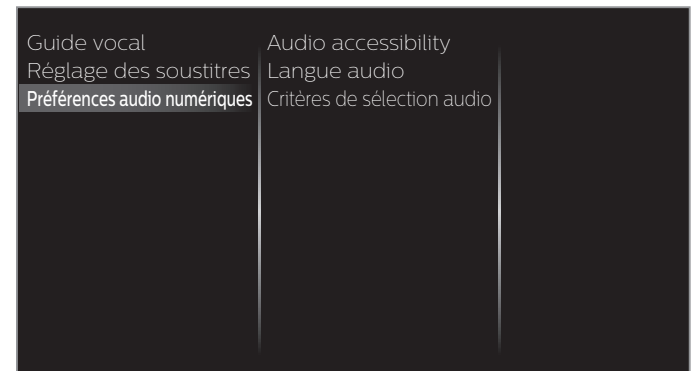 Guide vocal
Réglage des soustitres
Préférences audio numériques
Audio accessibility
Langue audio
Critères de sélection audio